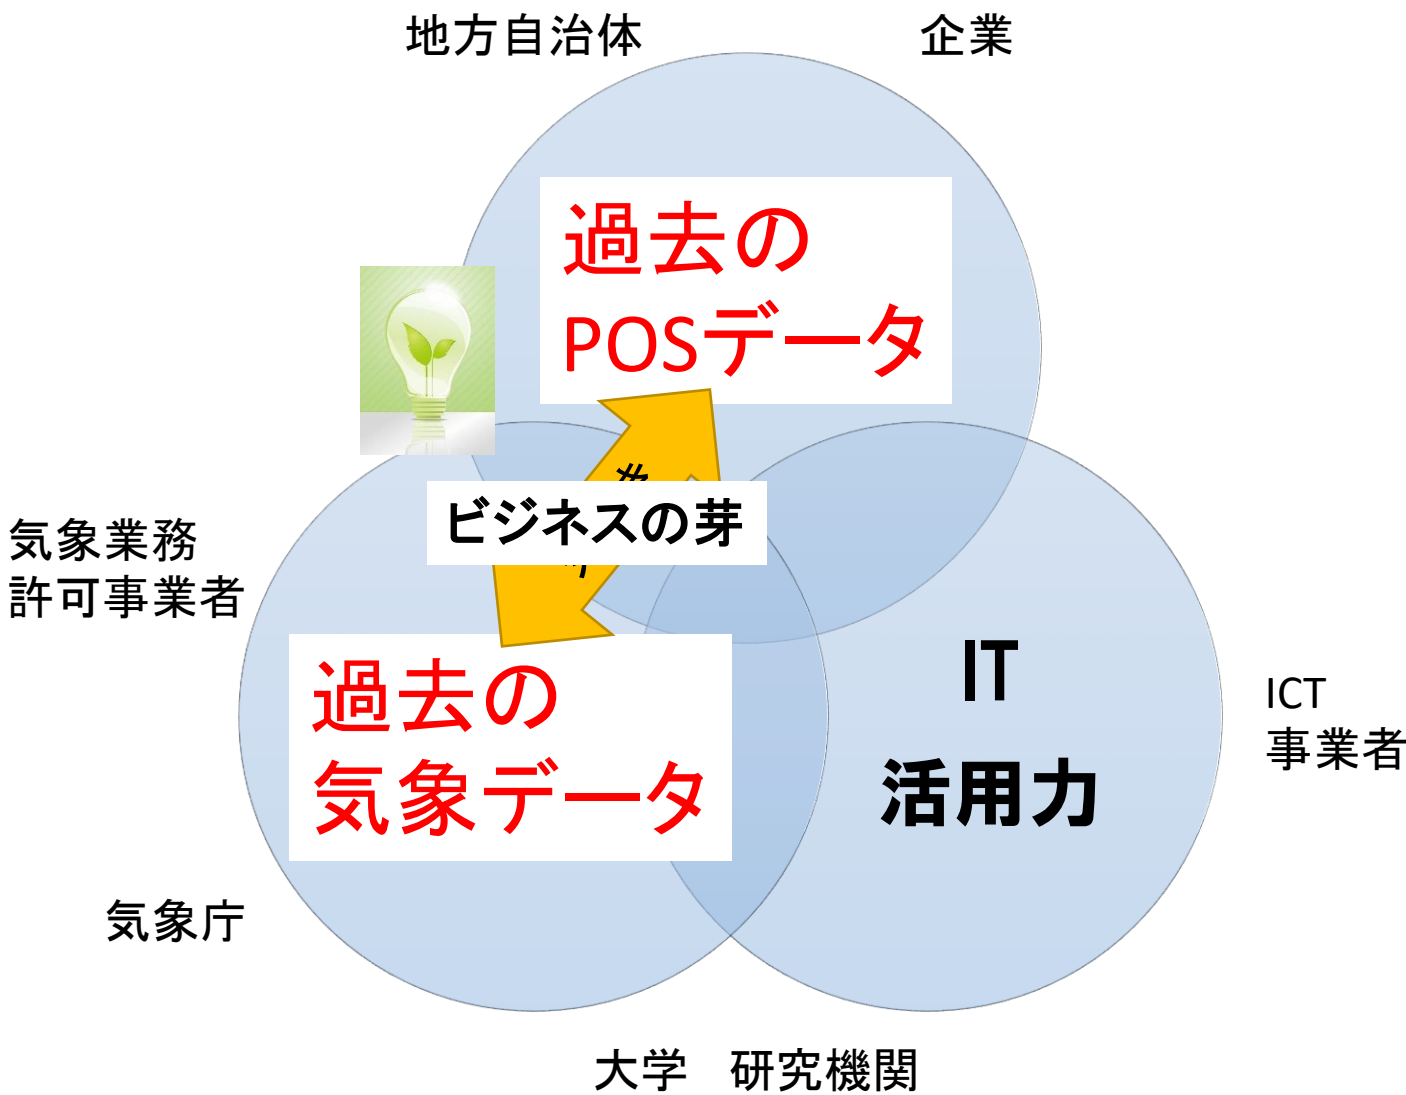 地方自治体
企業
過去の
POSデータ
ビジネスの芽
気象業務
許可事業者
過去の
気象データ
IT
活用力
ICT
事業者
気象庁
大学　研究機関